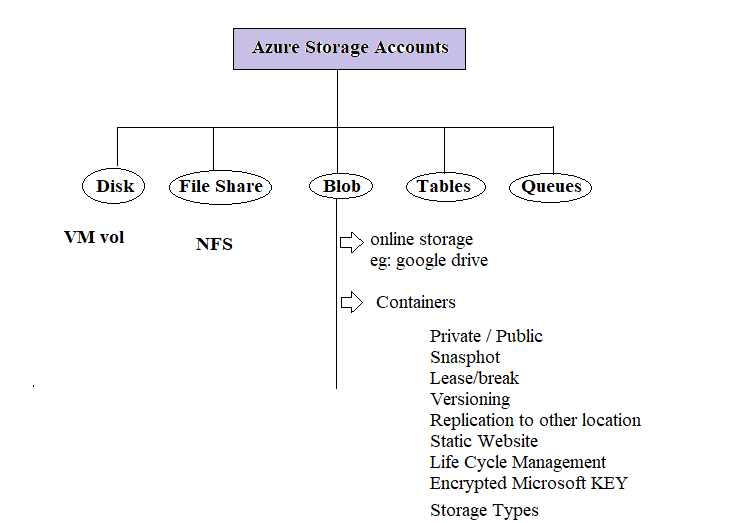 Azure Storage Accounts
Disk
File Share
Blob
Tables
Queues
VM vol
NFS
online storage
eg: google drive
Containers
Private / Public
Snasphot
Lease/break
Versioning
Replication to other location
Static Website
Life Cycle Management
Encrypted Microsoft KEY
Storage Types